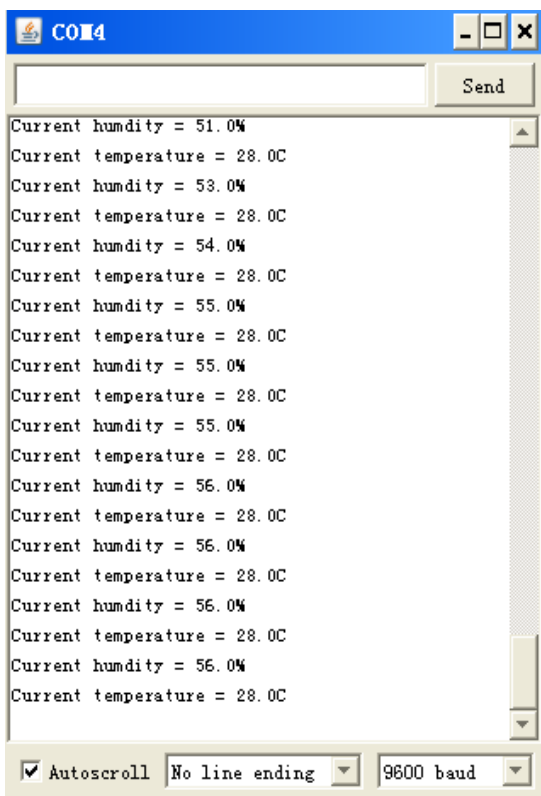 COM4
Send
Current humdity = 51.0%
Current temperature = 28.0C
Current humdity = 53.0%
Current temperature = 28.0C
Current humdity = 54.0%
Current temperature = 28.0C
Current humdity = 55.0%
Current temperature = 28.0C
Current humdity = 55.0%
Current temperature = 28.0C
Current humdity = 55.0%
Current temperature = 28.0C
Current humdity = 56.0%
Current temperature = 28.0C
Current humdity = 56.0%
Current temperature = 28.0C
Current humdity = 56.0%
Current temperature = 28.0C
Current humdity = 56.0%
Current temperature = 28.0C
Autoscroll No line ending 9600 baud